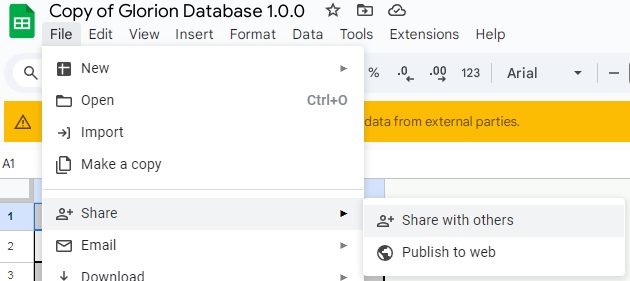 Copy of Glorion Database 1.0.0
File Edit View Insert Format Data Tools Extensions Help
% .0 .00 123 Arial
New
Open Ctrl+O
data from external parties.
Import
A1
Make a copy
1
Share
Share with others
2
Email
Publish to web
3
Download